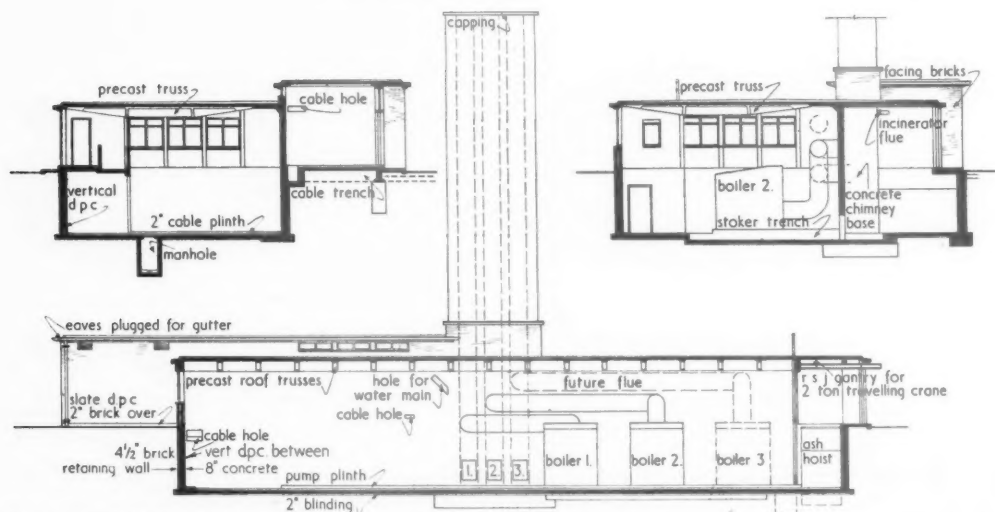 capping
precast truss
cable hole
vertical
d p c
2" cable plinth
cable trench
manhole
precast truss
facing bricks
incinerator
flue
boiler 2.
concrete
chimney
base
stoker trench
eaves plugged for gutter
precast roof trusses
hole for
water main
cable hole
future flue
r s j gantry for
2 ton travelling crane
slate d p c
2" brick over
cable hole
4½" brick
vert d.p.c. between
retaining wall
8" concrete
pump plinth
2" blinding
1.
2.
3.
boiler 1.
boiler 2.
boiler 3
ash
hoist